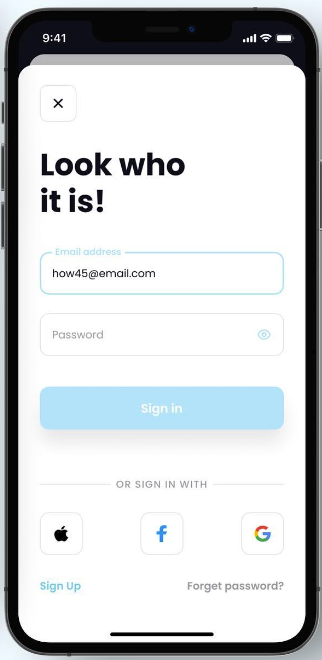 9:41
Look who
it is!
Email address
how45@email.com
Password
Sign in
OR SIGN IN WITH
Sign Up Forget password?